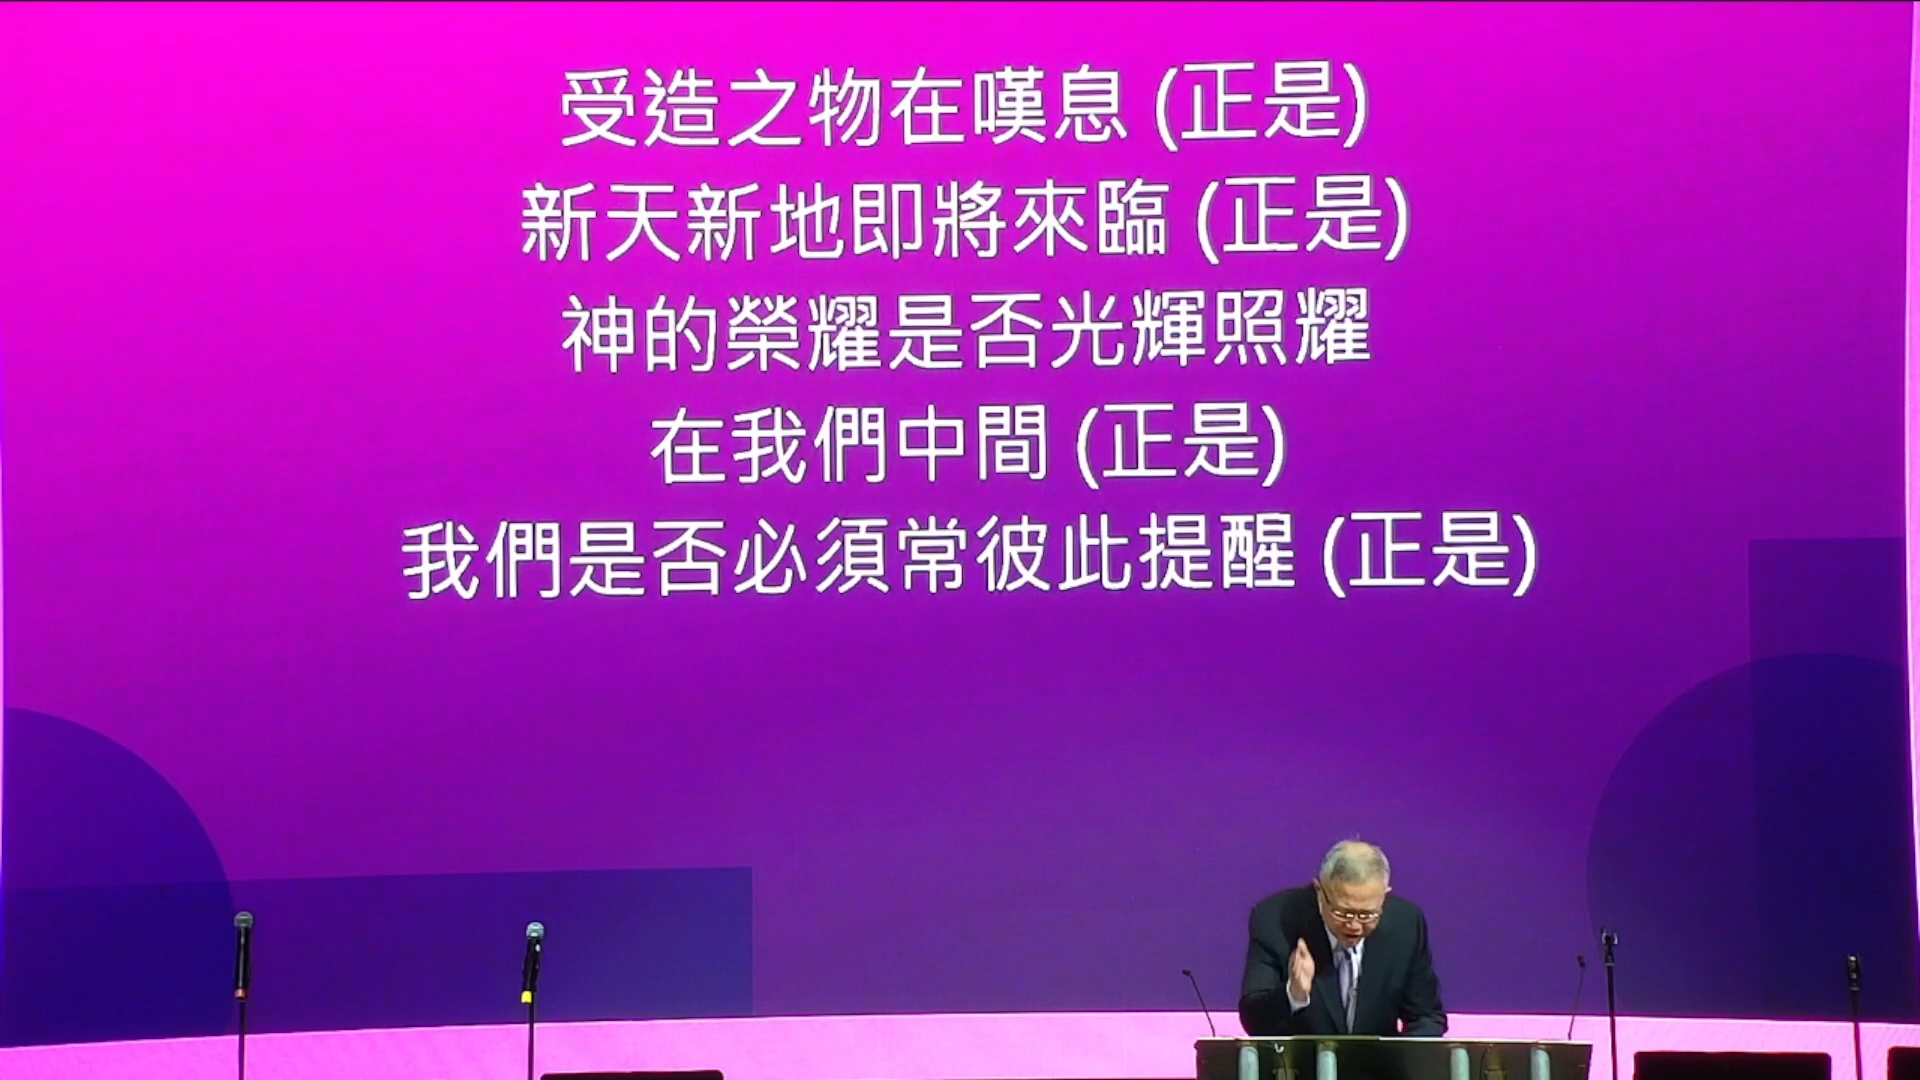 受造之物在嘆息 (正是)
新天新地即將來臨 (正是)
神的榮耀是否光輝照耀
在我們中間 (正是)
我們是否必須常彼此提醒 (正是)